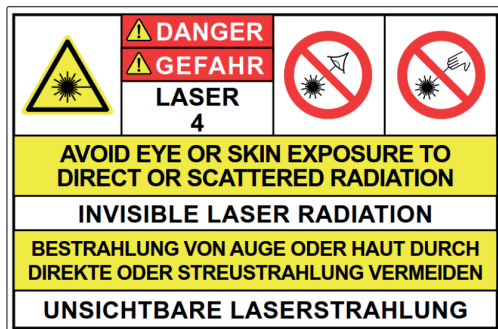 DANGER
GEFAHR
LASER
4
AVOID EYE OR SKIN EXPOSURE TO
DIRECT OR SCATTERED RADIATION
INVISIBLE LASER RADIATION
BESTRAHLUNG VON AUGE ODER HAUT DURCH
DIREKTE ODER STREUSTRAHLUNG VERMEIDEN
UNSICHTBARE LASERSTRAHLUNG